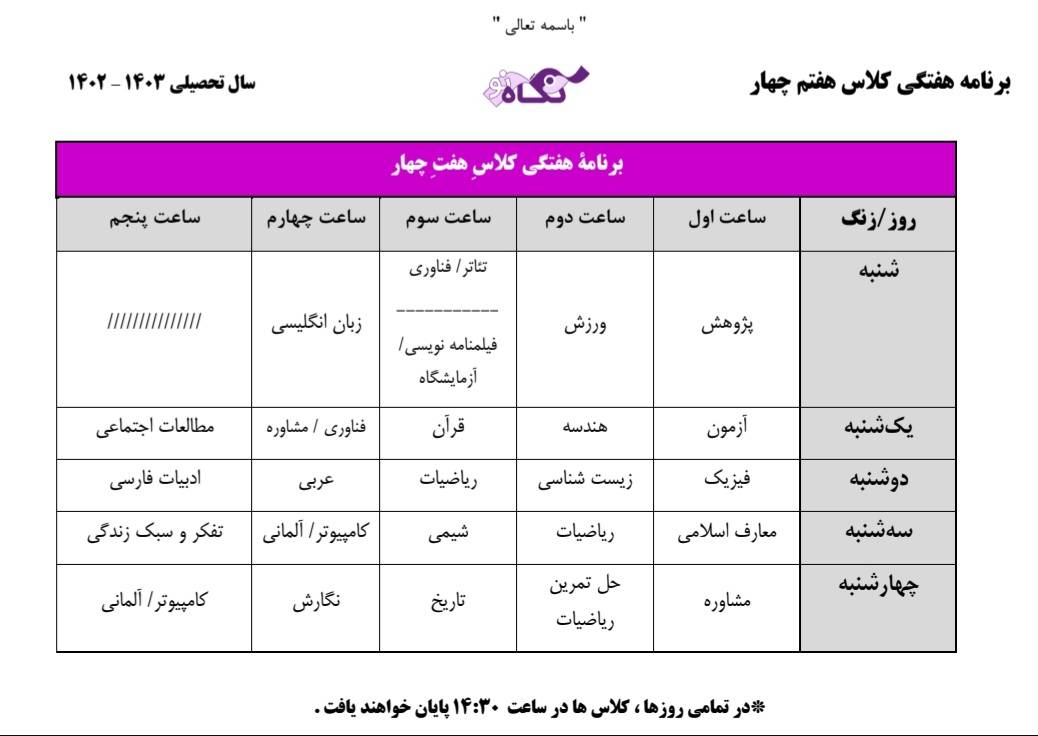 " باسمه تعالی "
برنامه هفتگی کلاس هفتم چهار
نگاه نو
سال تحصیلی ۱۴۰۳ – ۱۴۰۲
برنامهٔ هفتگی کلاسِ هفتِ چهار
روز/زنگ ساعت اول ساعت دوم ساعت سوم ساعت چهارم ساعت پنجم
شنبه پژوهش ورزش
تئاتر/ فناوری
------------
فیلمنامه نویسی/
آزمایشگاه
زبان انگلیسی ///////////////
یک‌شنبه آزمون هندسه قرآن فناوری / مشاوره مطالعات اجتماعی
دوشنبه فیزیک زیست شناسی ریاضیات عربی ادبیات فارسی
سه‌شنبه معارف اسلامی ریاضیات شیمی کامپیوتر/ آلمانی تفکر و سبک زندگی
چهارشنبه مشاوره
حل تمرین
ریاضیات
تاریخ نگارش کامپیوتر/ آلمانی
*در تمامی روزها ، کلاس ها در ساعت ۱۴:۳۰ پایان خواهند یافت .